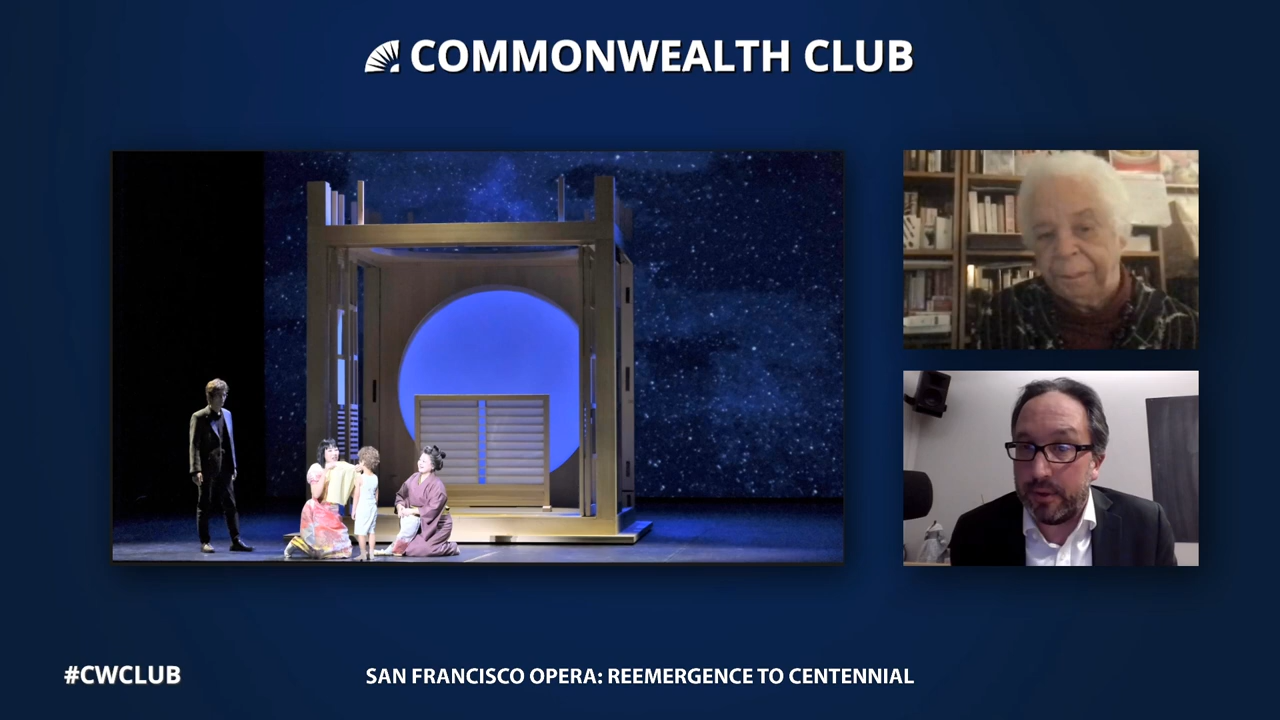 COMMONWEALTH CLUB
#CWCLUB
SAN FRANCISCO OPERA: REEMERGENCE TO CENTENNIAL